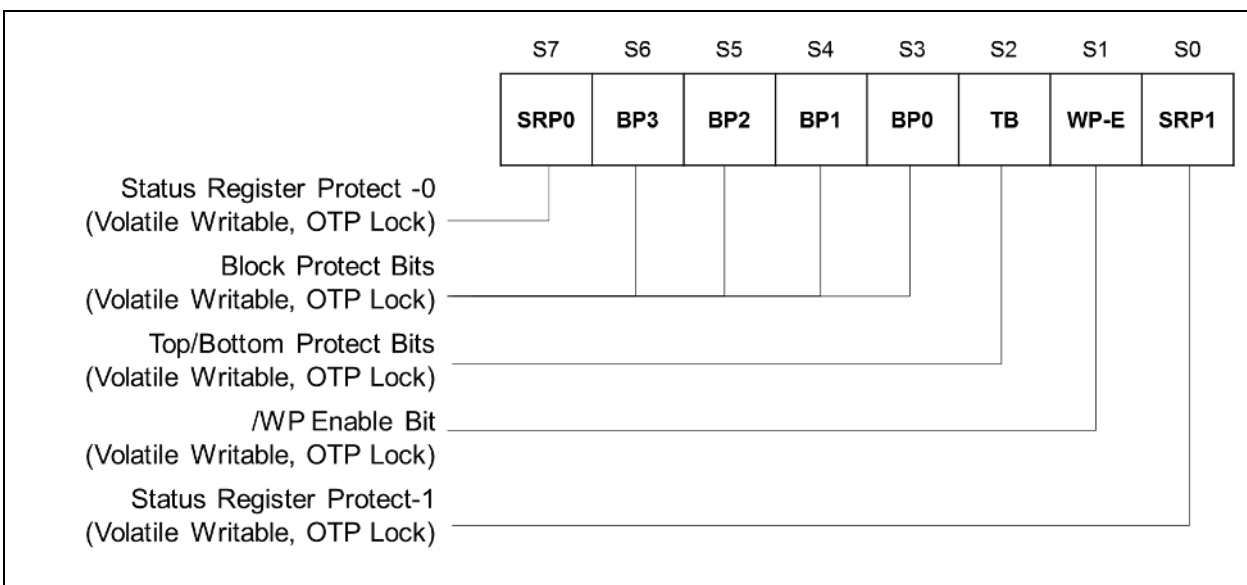 S7 S6 S5 S4 S3 S2 S1 S0
SRP0 BP3 BP2 BP1 BP0 TB WP-E SRP1
Status Register Protect -0
(Volatile Writable, OTP Lock)
Block Protect Bits
(Volatile Writable, OTP Lock)
Top/Bottom Protect Bits
(Volatile Writable, OTP Lock)
/WP Enable Bit
(Volatile Writable, OTP Lock)
Status Register Protect-1
(Volatile Writable, OTP Lock)